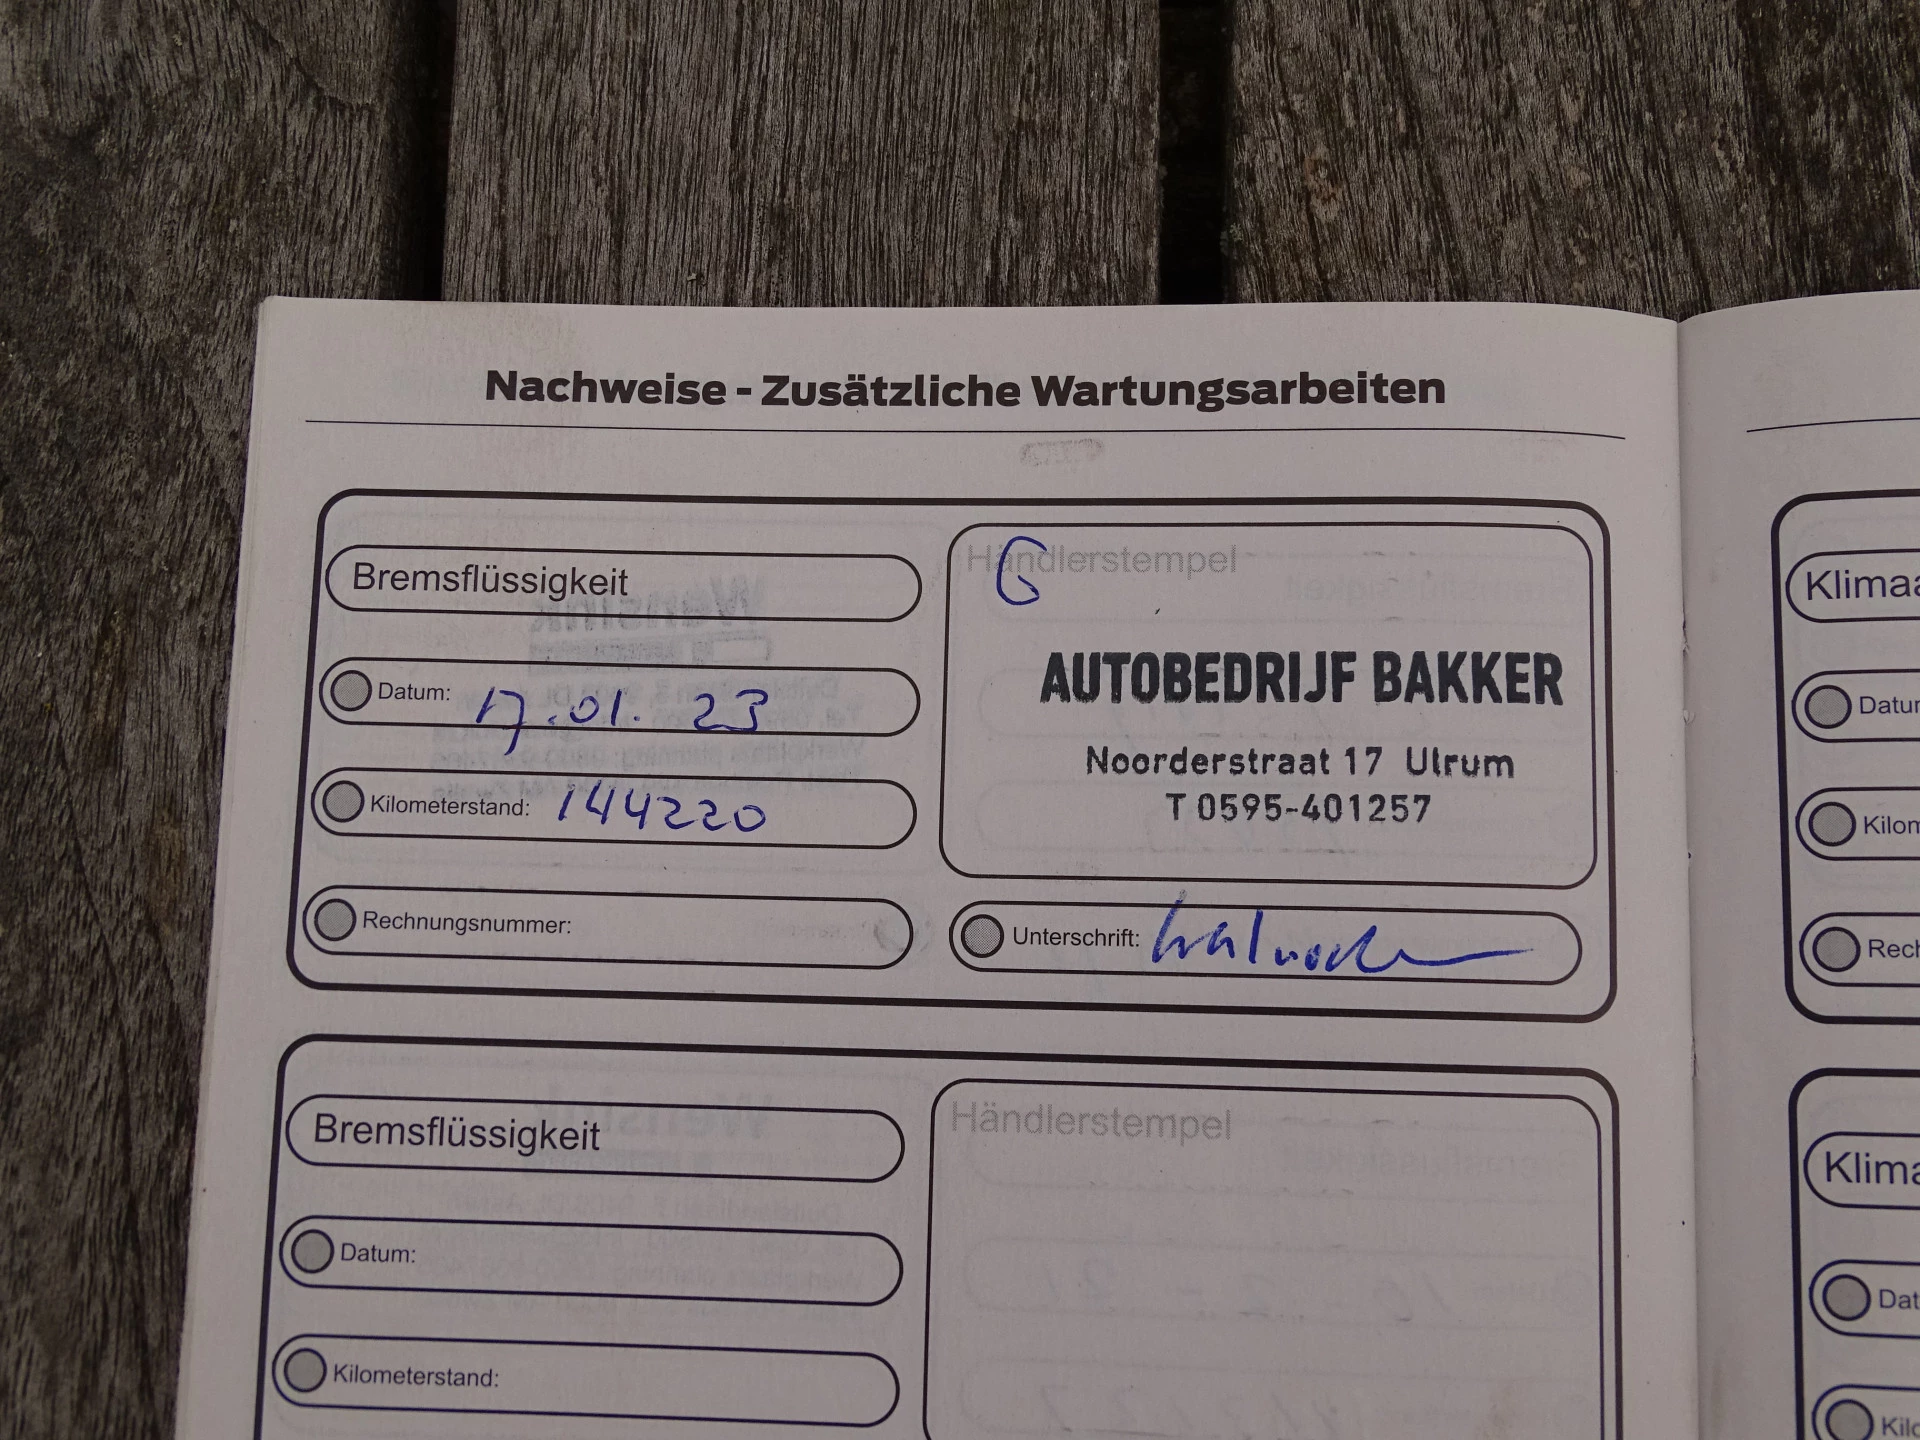 Nachweise - Zusätzliche Wartungsarbeiten
Bremsflüssigkeit
Datum: 17.01.23
Kilometerstand: 144220
Rechnungsnummer:
Händlerstempel
G
AUTOBEDRIJF BAKKER
Noorderstraat 17 Ulrum
T 0595-401257
Unterschrift:
Bremsflüssigkeit
Datum:
Kilometerstand:
Händlerstempel